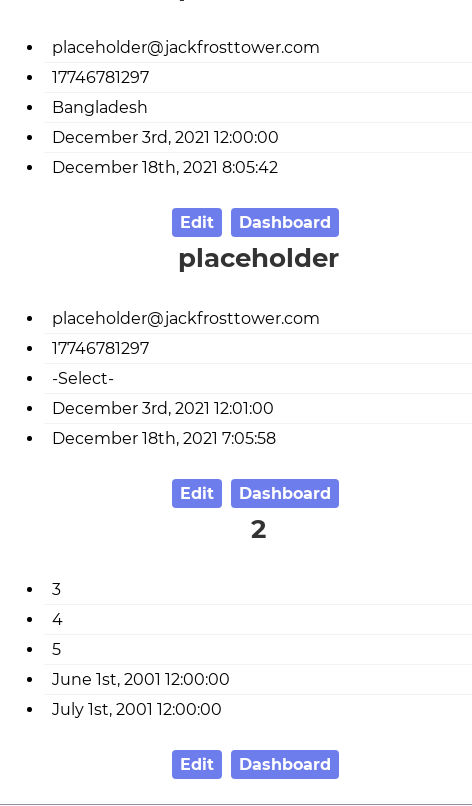 placeholder@jackfrosttower.com
17746781297
Bangladesh
December 3rd, 2021 12:00:00
December 18th, 2021 8:05:42
Edit Dashboard
placeholder
placeholder@jackfrosttower.com
17746781297
-Select-
December 3rd, 2021 12:01:00
December 18th, 2021 7:05:58
Edit Dashboard
2
3
4
5
June 1st, 2001 12:00:00
July 1st, 2001 12:00:00
Edit Dashboard